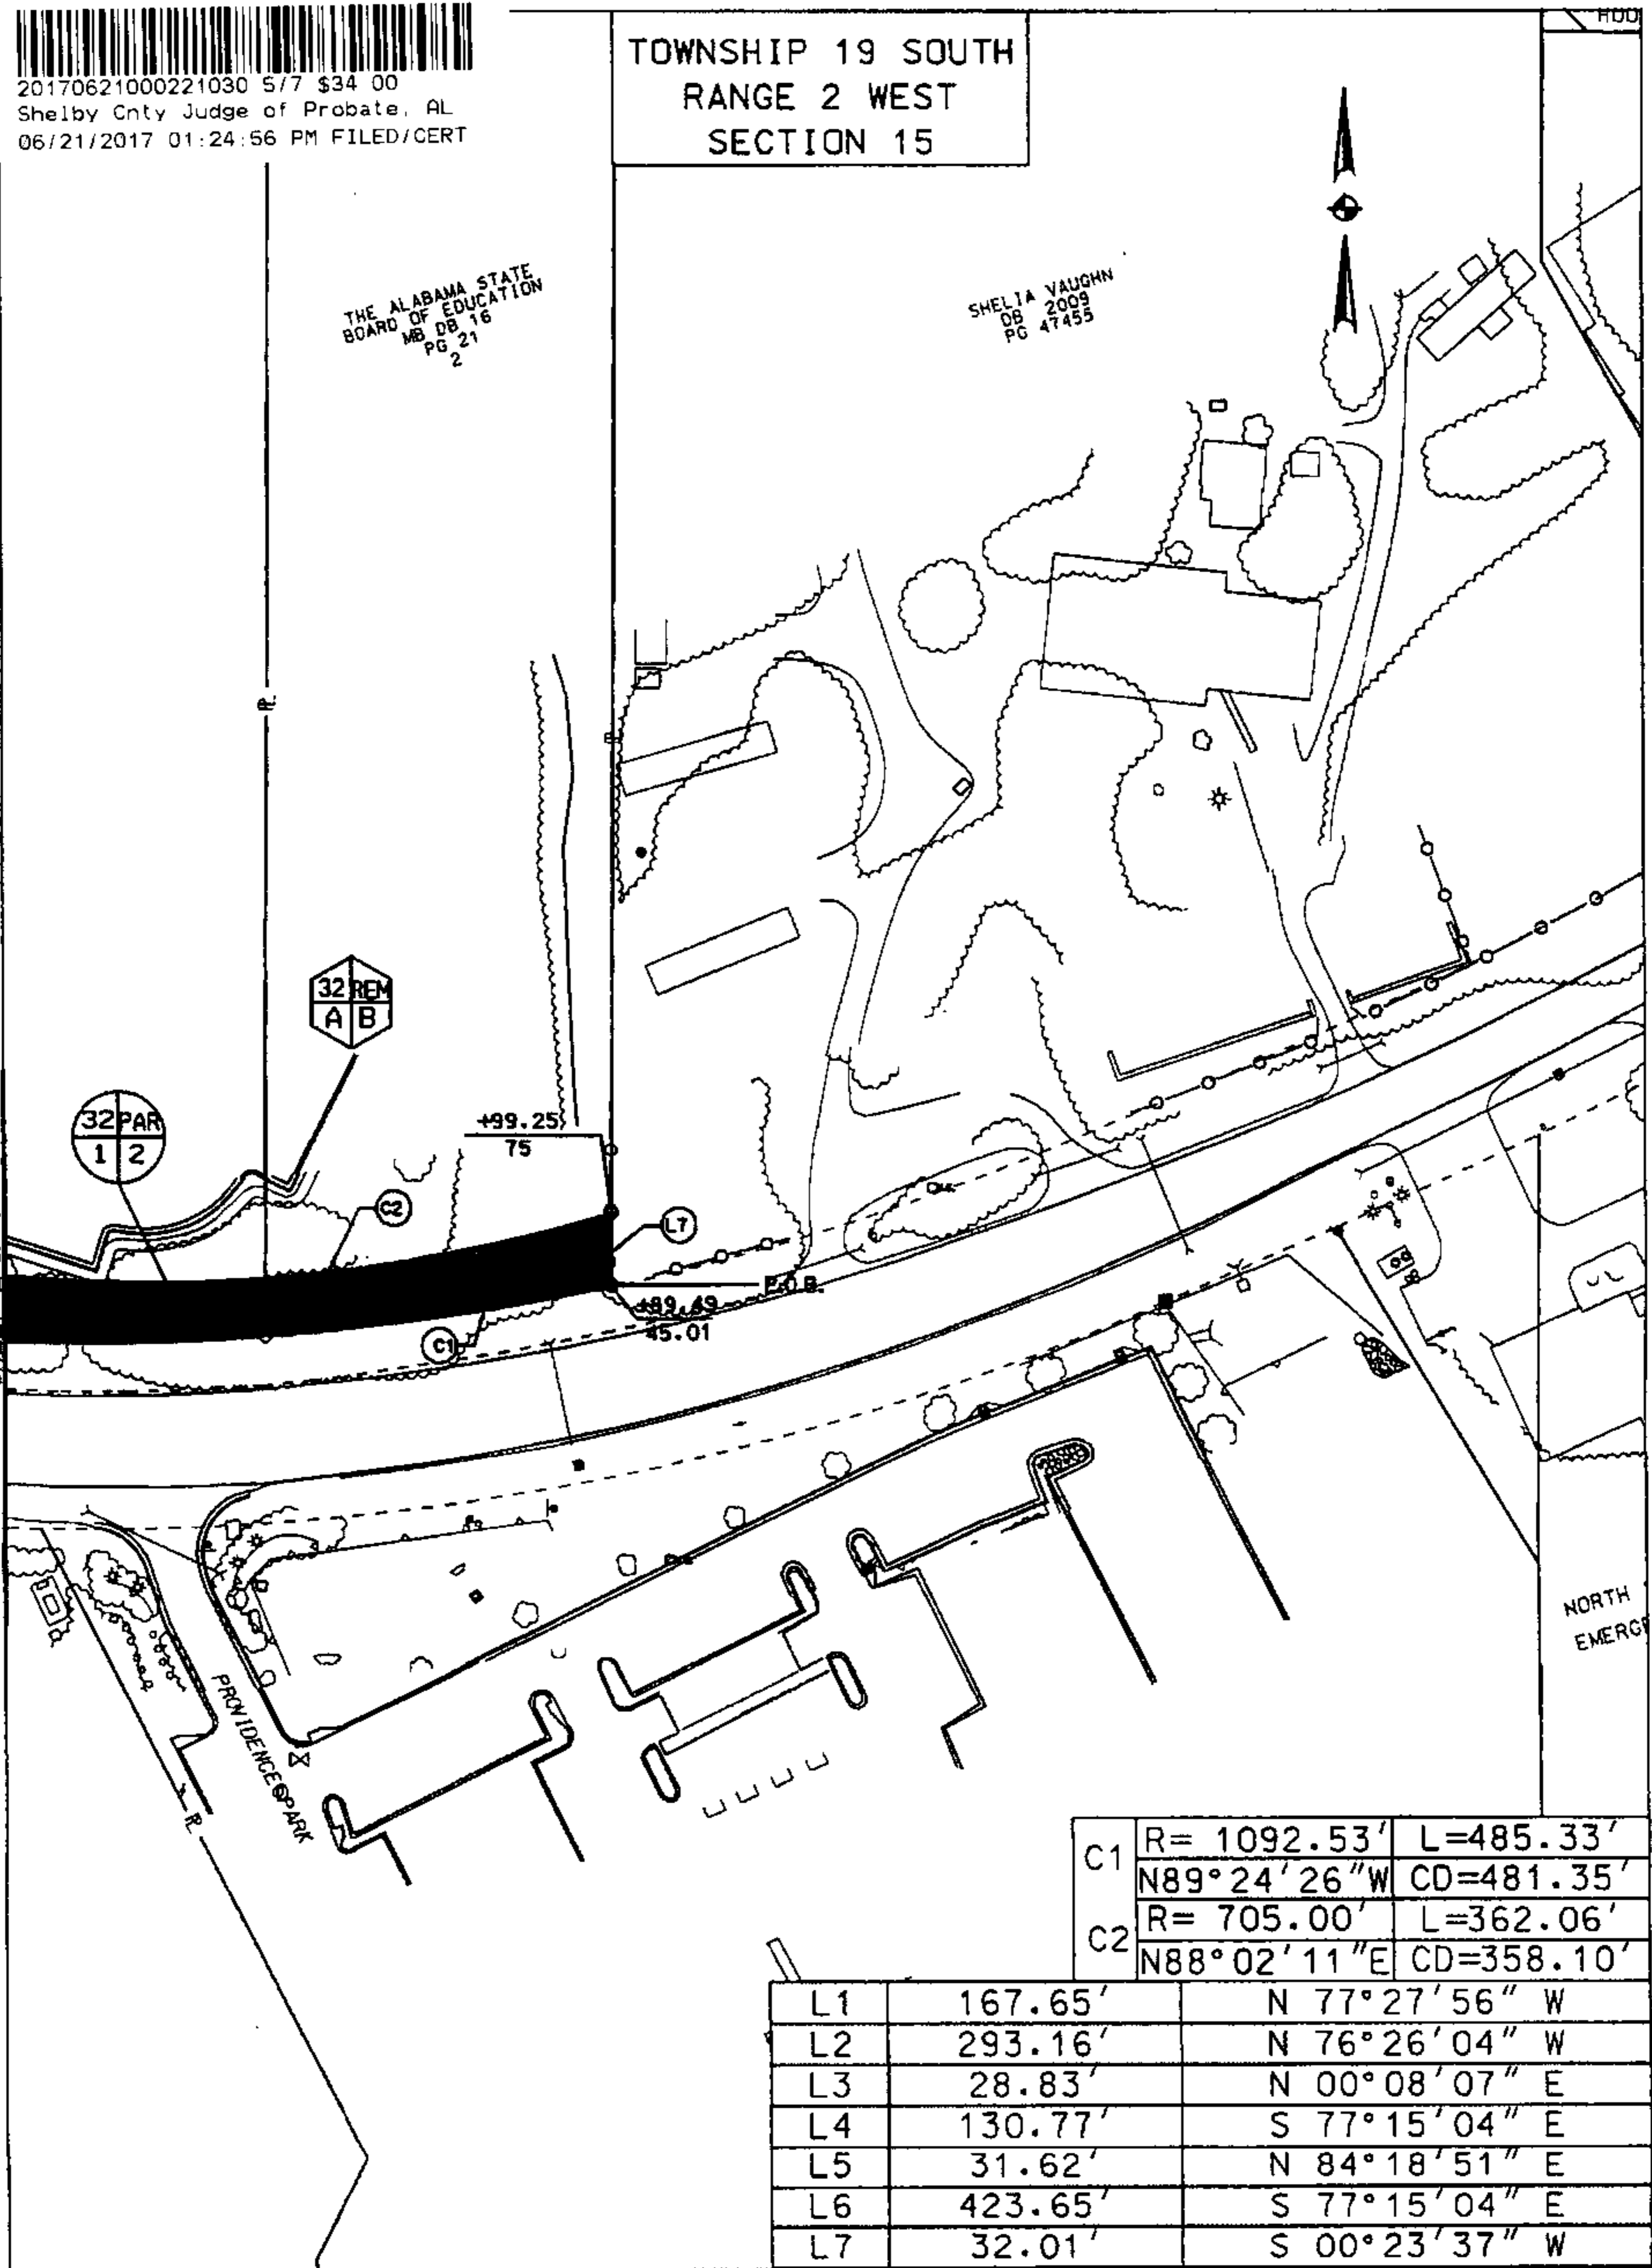 20170621000221030 5/7 $34 00
Shelby Cnty Judge of Probate, AL
06/21/2017 01:24:56 PM FILED/CERT
TOWNSHIP 19 SOUTH
RANGE 2 WEST
SECTION 15
THE ALABAMA STATE
BOARD OF EDUCATION
MB DB 16
PG 21
2
SHELIA VAUGHN
DB 2009
PG 47455
32 REM
A B
32 PAR
1 2
+99.25
75
C2
L7
P.O.B.
+89.49
45.01
C1
NORTH
PROVIDENCE PARK
C1 R= 1092.53' L=485.33'
N89°24'26"W CD=481.35'
C2 R= 705.00' L=362.06'
N88°02'11"E CD=358.10'
L1 167.65' N 77°27'56" W
L2 293.16' N 76°26'04" W
L3 28.83' N 00°08'07" E
L4 130.77' S 77°15'04" E
L5 31.62' N 84°18'51" E
L6 423.65' S 77°15'04" E
L7 32.01' S 00°23'37" W